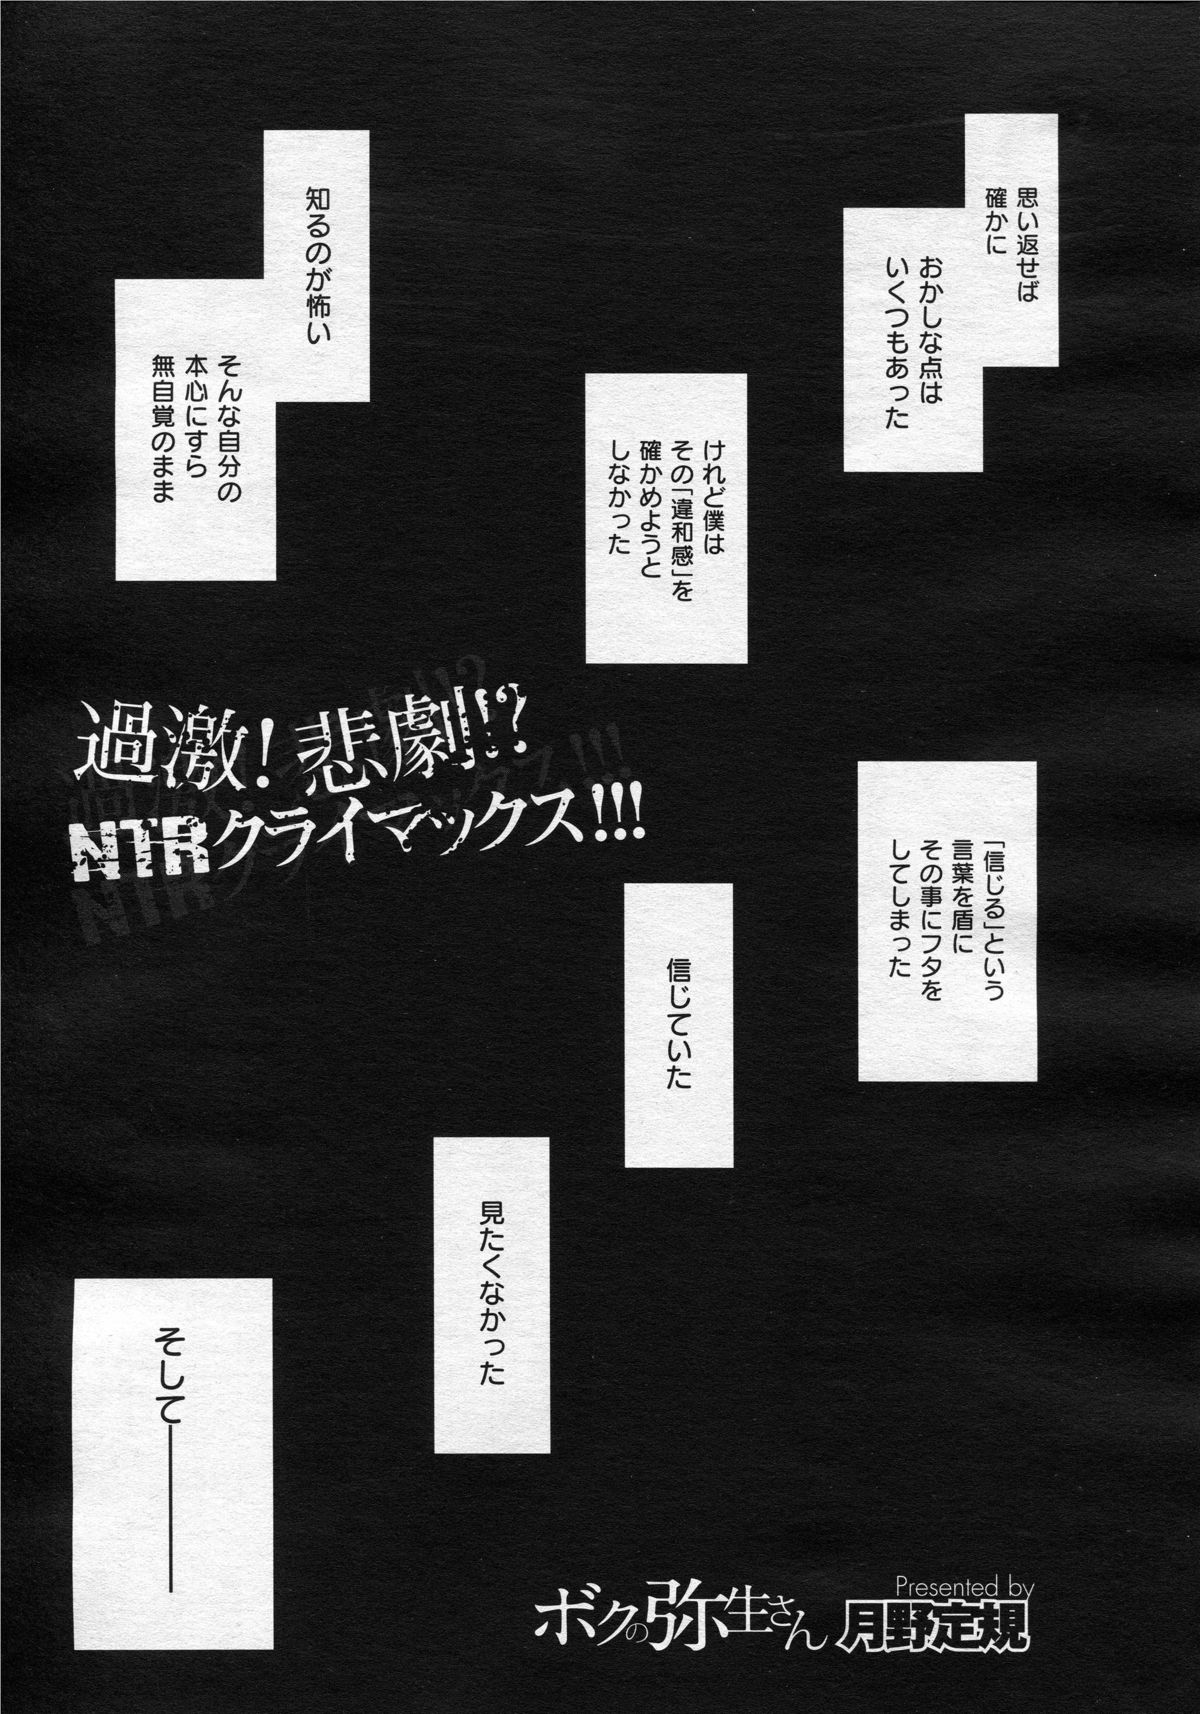 思い返せば
確かに
おかしな点は
いくつもあった
けれど僕は
その「違和感」を
確かめようと
しなかった
知るのが怖い
そんな自分の
本心にすら
無自覚のまま
過激!悲劇!?
NTRクライマックス!!!
「信じる」という
言葉を盾に
その事にフタを
してしまった
信じていた
見たくなかった
そして――
Presented by
ボクの弥生さん 月野定規